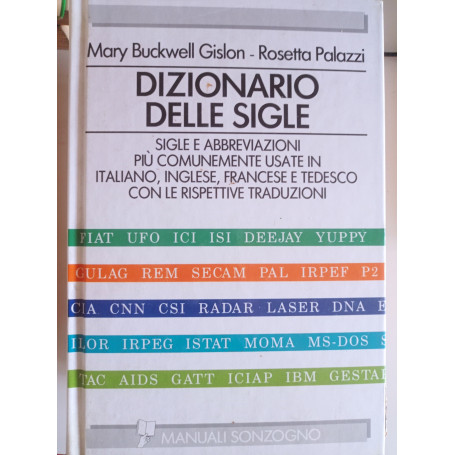 Mary Buckwell Gislon - Rosetta Palazzi
DIZIONARIO
DELLE SIGLE
SIGLE E ABBREVIAZIONI
PIÙ COMUNEMENTE USATE IN
ITALIANO, INGLESE, FRANCESE E TEDESCO
CON LE RISPETTIVE TRADUZIONI
FIAT UFO ICI ISI DEEJAY YUPPY
GULAG REM SECAM PAL IRPEF P2
CIA CNN CSI RADAR LASER DNA E
ILOR IRPEG ISTAT MOMA MS-DOS S
TAC AIDS GATT ICIAP IBM GESTAP
MANUALI SONZOGNO